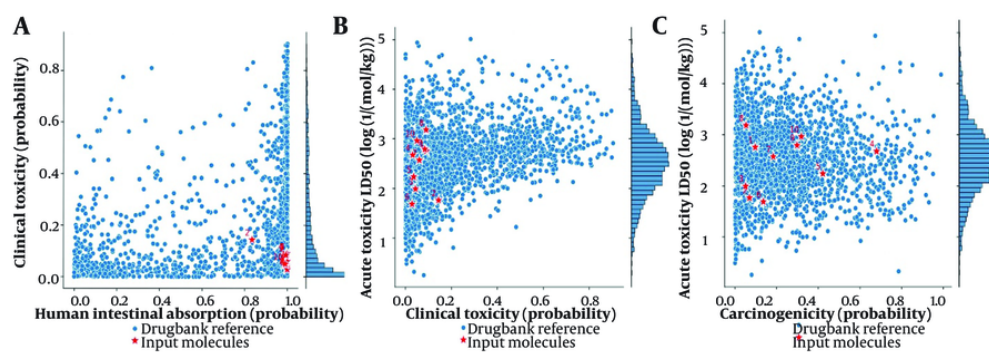 A
B
C
Clinical toxicity (probability)
0.8
0.6
0.4
0.2
0.0
0.0 0.2 0.4 0.6 0.8 1.0
Human intestinal absorption (probability)
Drugbank reference
Input molecules
Acute toxicity LD50 (log (1/(mol/kg)))
5
4
3
2
1
0.0 0.2 0.4 0.6 0.8
Clinical toxicity (probability)
Drugbank reference
Input molecules
Acute toxicity LD50 (log (1/(mol/kg)))
5
4
3
2
1
0.0 0.2 0.4 0.6 0.8 1.0
Carcinogenicity (probability)
Drugbank reference
Input molecules